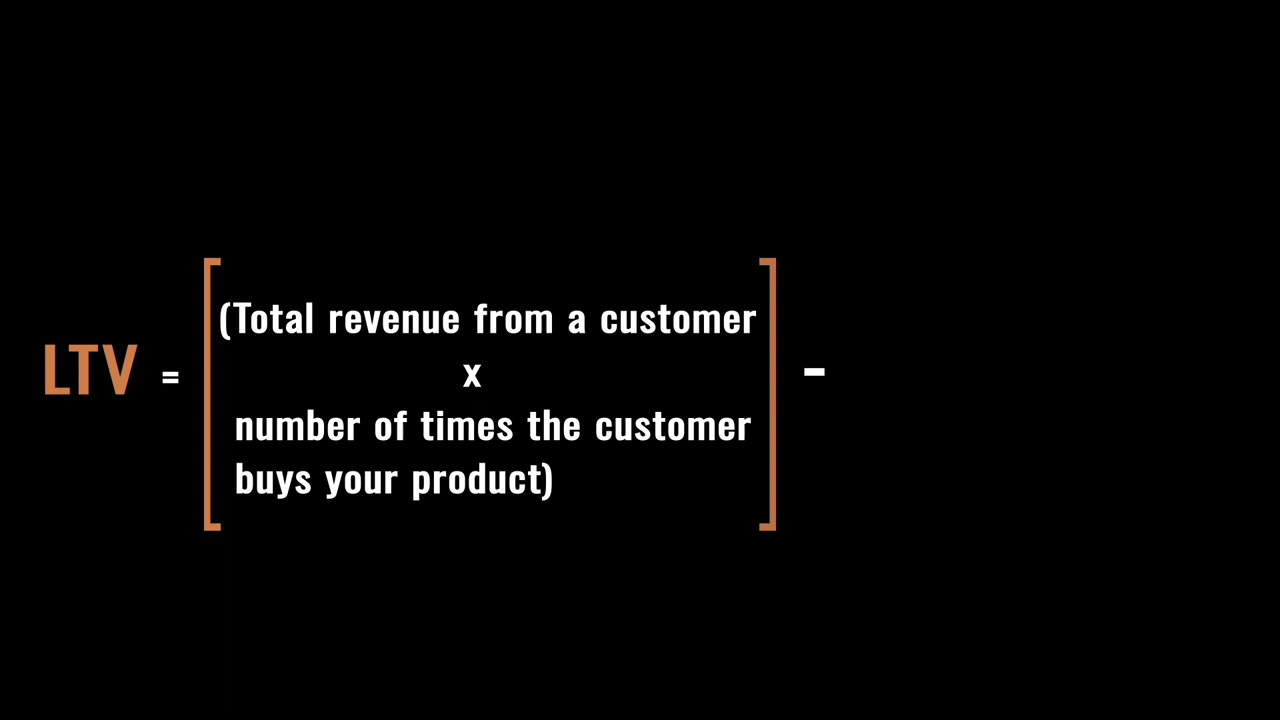 LTV = [(Total revenue from a customer
x
number of times the customer
buys your product)] -